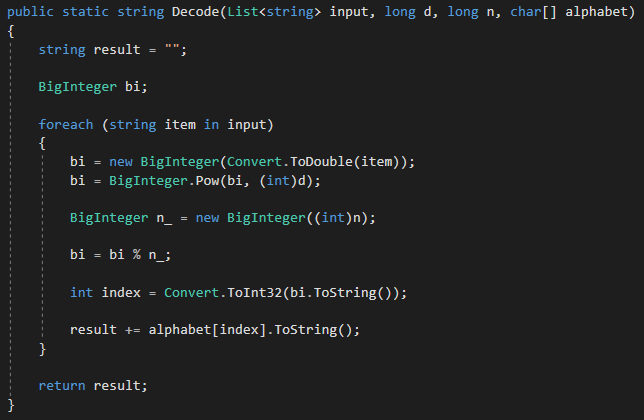 public static string Decode(List<string> input, long d, long n, char[] alphabet)
{
string result = "";
BigInteger bi;
foreach (string item in input)
{
bi = new BigInteger(Convert.ToDouble(item));
bi = BigInteger.Pow(bi, (int)d);
BigInteger n_ = new BigInteger((int)n);
bi = bi % n_;
int index = Convert.ToInt32(bi.ToString());
result += alphabet[index].ToString();
}
return result;
}